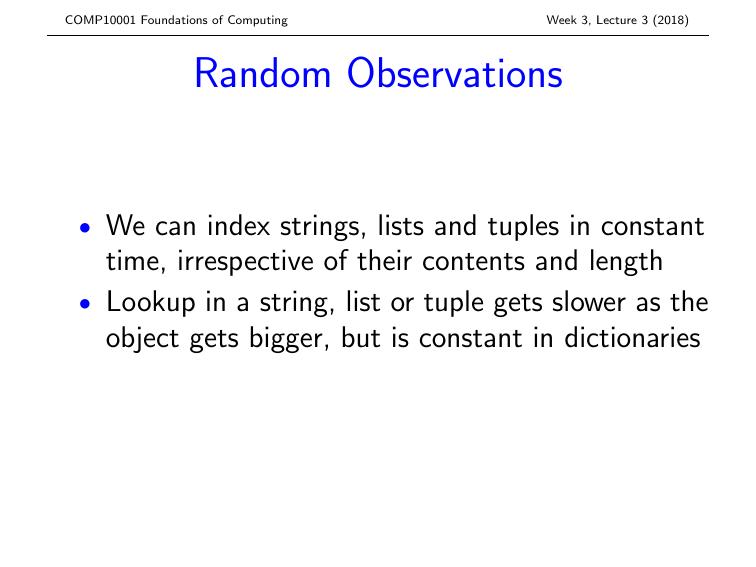 COMP10001 Foundations of Computing Week 3, Lecture 3 (2018)
Random Observations
• We can index strings, lists and tuples in constant
time, irrespective of their contents and length
• Lookup in a string, list or tuple gets slower as the
object gets bigger, but is constant in dictionaries